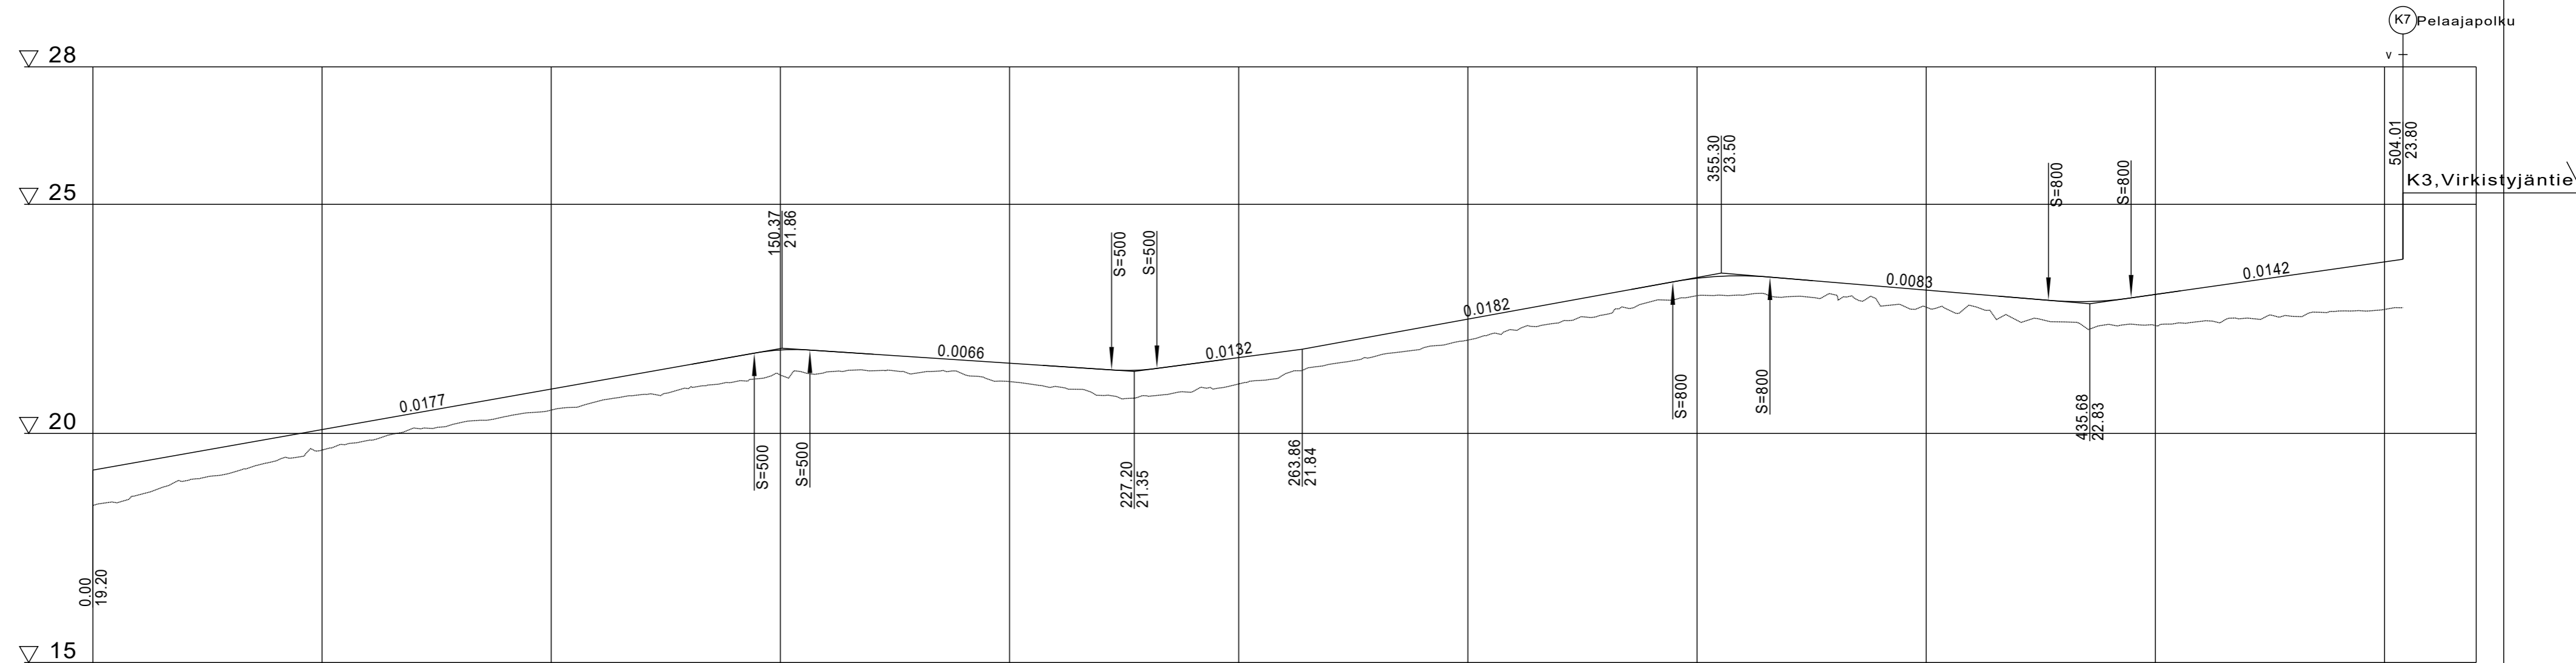 K7 Pelaajapolku
v
28
504.01
23.80
355.30
23.50
K3,Virkistyjäntie
25
S=800
S=800
150.37
21.86
S=500
S=500
0.0083
0.0142
0.0182
0.0066
0.0132
0.0177
S=800
S=800
20
435.68
22.83
S=500
S=500
263.86
21.84
227.20
21.35
0.00
19.20
15